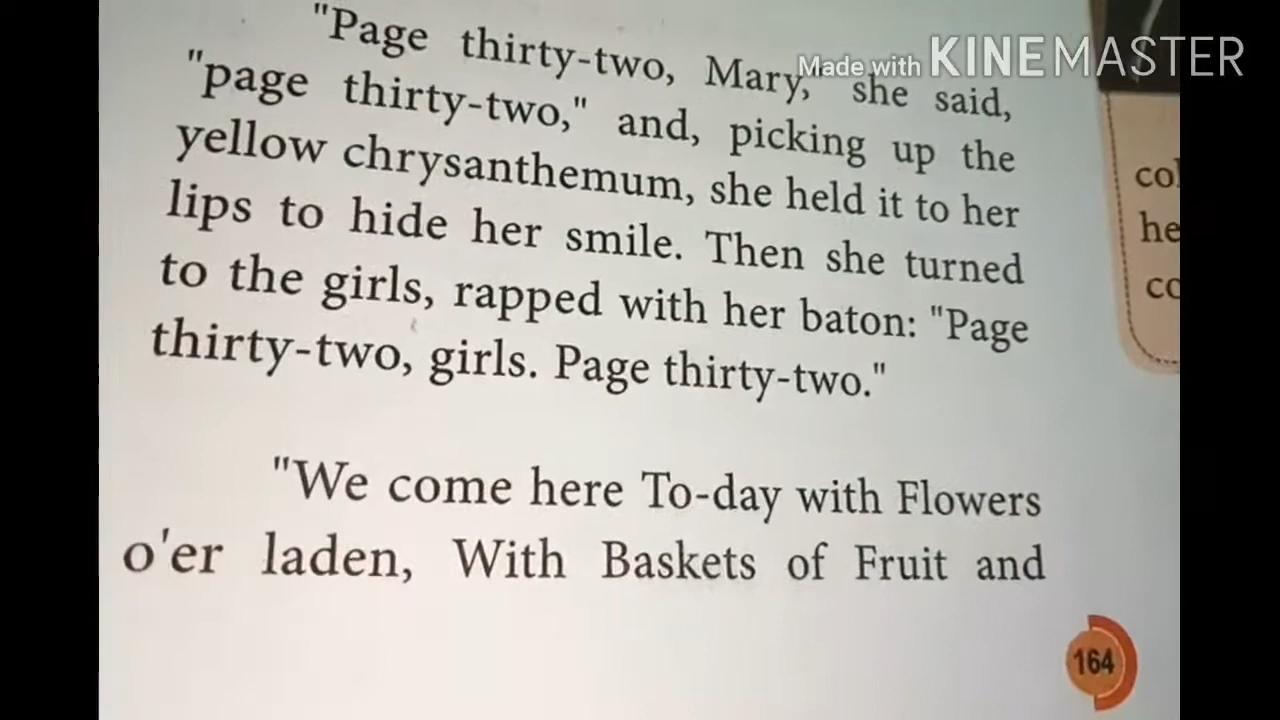 "Page thirty-two, Mary," she said,
"page thirty-two," and, picking up the
yellow chrysanthemum, she held it to her
lips to hide her smile. Then she turned
to the girls, rapped with her baton: "Page
thirty-two, girls. Page thirty-two."
"We come here To-day with Flowers
o'er laden, With Baskets of Fruit and
164
Made with KINEMASTER
he